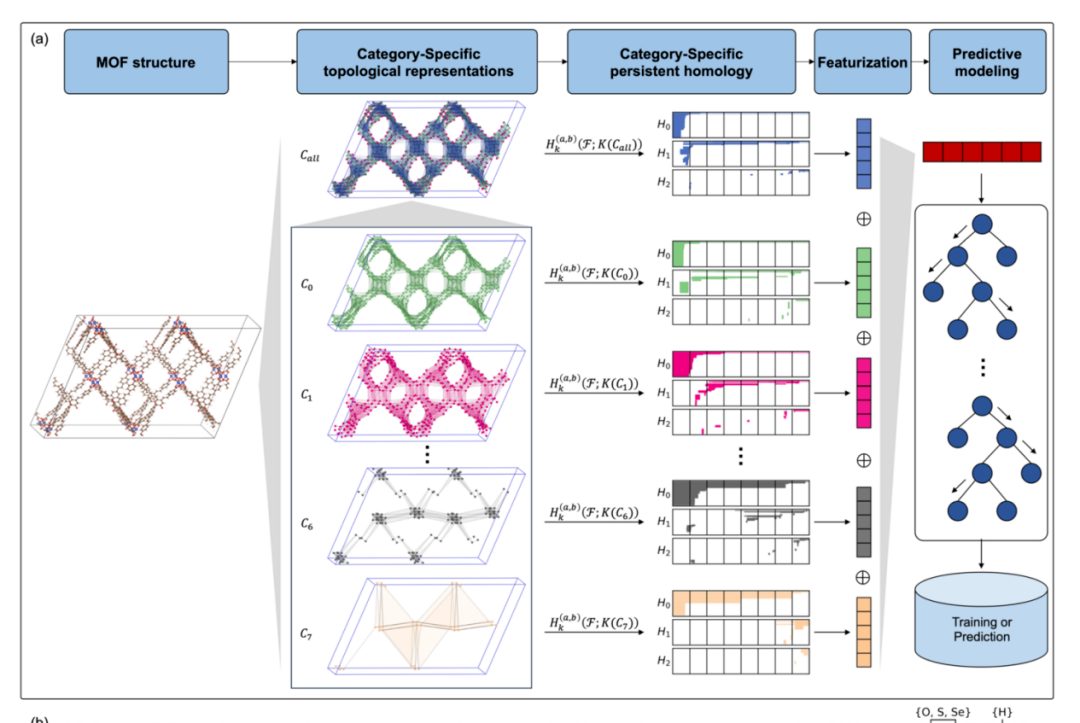 (a)
MOF structure
Category-Specific
topological representations
Category-Specific
persistent homology
Featurization
Predictive
modeling
C_all
H_k^{(a,b)}(ℱ; K(C_all))
H_0
H_1
H_2
⊕
C_0
H_k^{(a,b)}(ℱ; K(C_0))
H_0
H_1
H_2
⊕
C_1
H_k^{(a,b)}(ℱ; K(C_1))
H_0
H_1
H_2
⋮
⋮
⋮
⊕
C_6
H_k^{(a,b)}(ℱ; K(C_6))
H_0
H_1
H_2
⊕
C_7
H_k^{(a,b)}(ℱ; K(C_7))
H_0
H_1
H_2
Training or
Prediction
(b)
{O, S, Se}
{H}